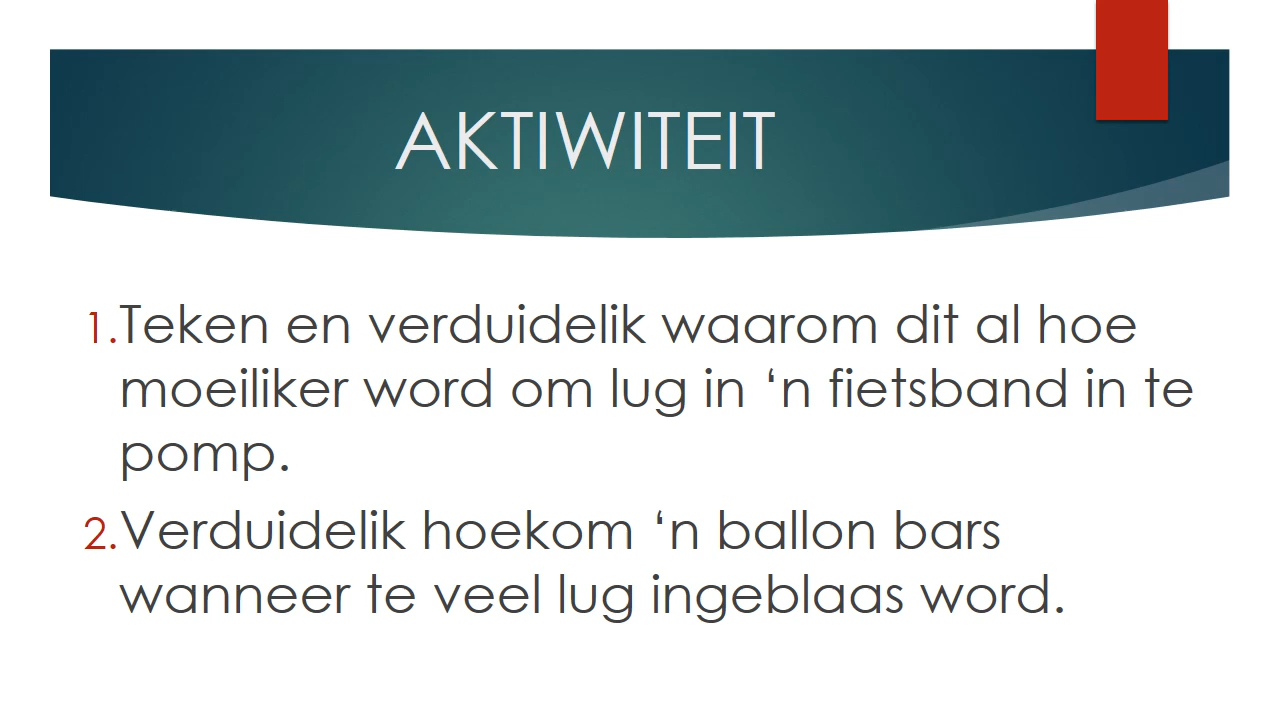 AKTIWITEIT
1.Teken en verduidelik waarom dit al hoe
moeiliker word om lug in ‘n fietsband in te
pomp.
2.Verduidelik hoekom ‘n ballon bars
wanneer te veel lug ingeblaas word.